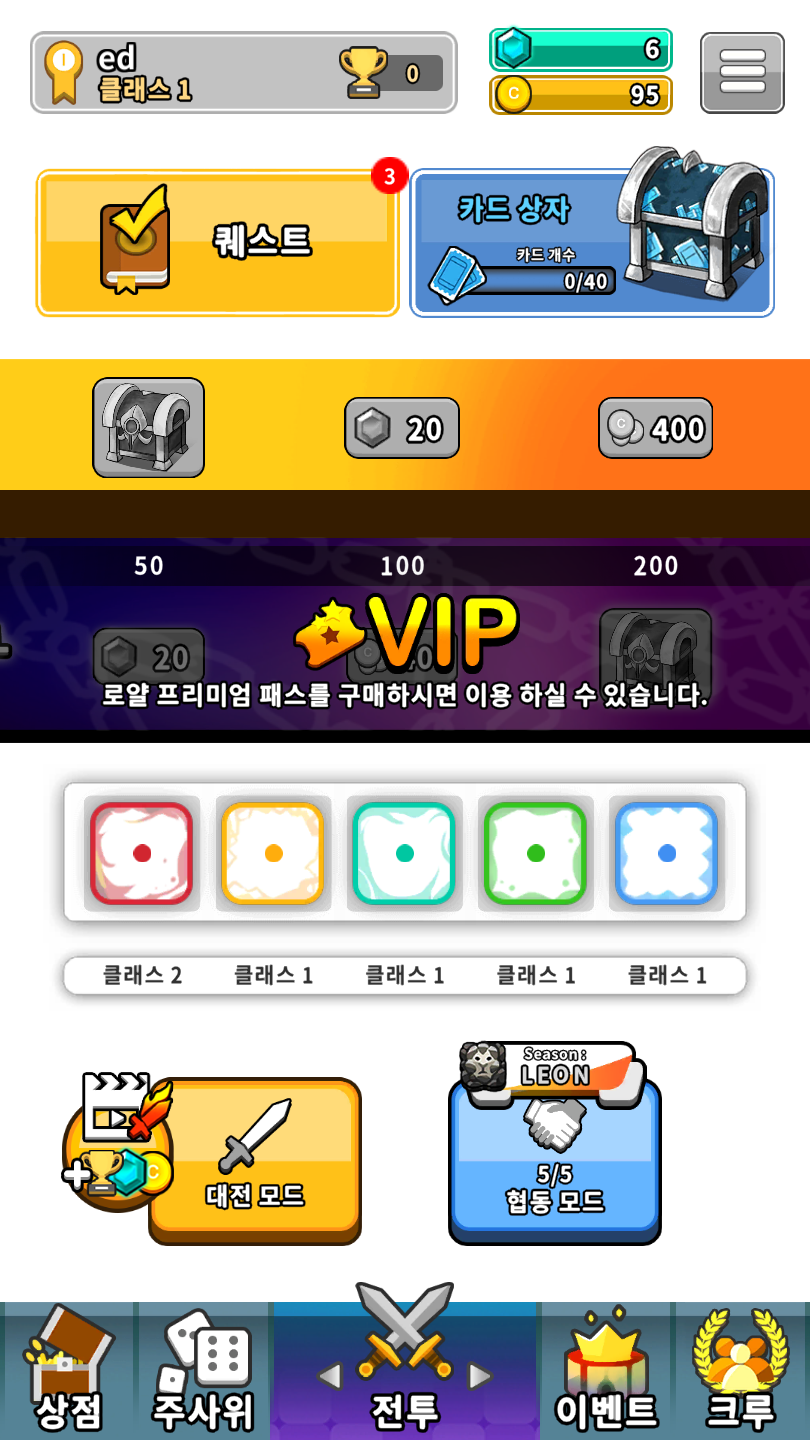 ed
클래스 1
0
6
95
3
퀘스트
카드 상자
카드 개수
0/40
20
400
50
100
200
20
VIP
로얄 프리미엄 패스를 구매하시면 이용 하실 수 있습니다.
클래스 2
클래스 1
클래스 1
클래스 1
클래스 1
대전 모드
Season :
LEON
5/5
협동 모드
상점
주사위
전투
이벤트
크루